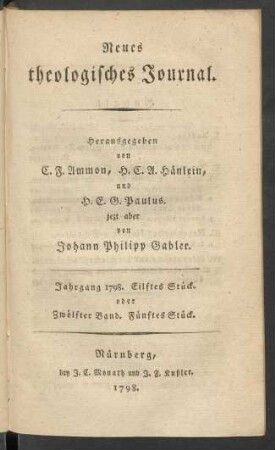 Neues
theologisches Journal.
Herausgegeben
von
C. F. Ammon, H. C. A. Hänlein,
und
H. E. G. Paulus.
jezt aber
von
Johann Philipp Gabler.
Jahrgang 1798. Eilftes Stück.
oder
Zwölfter Band. Fünftes Stück.
Nürnberg,
bey J. C. Monath und J. F. Kußler.
1798.